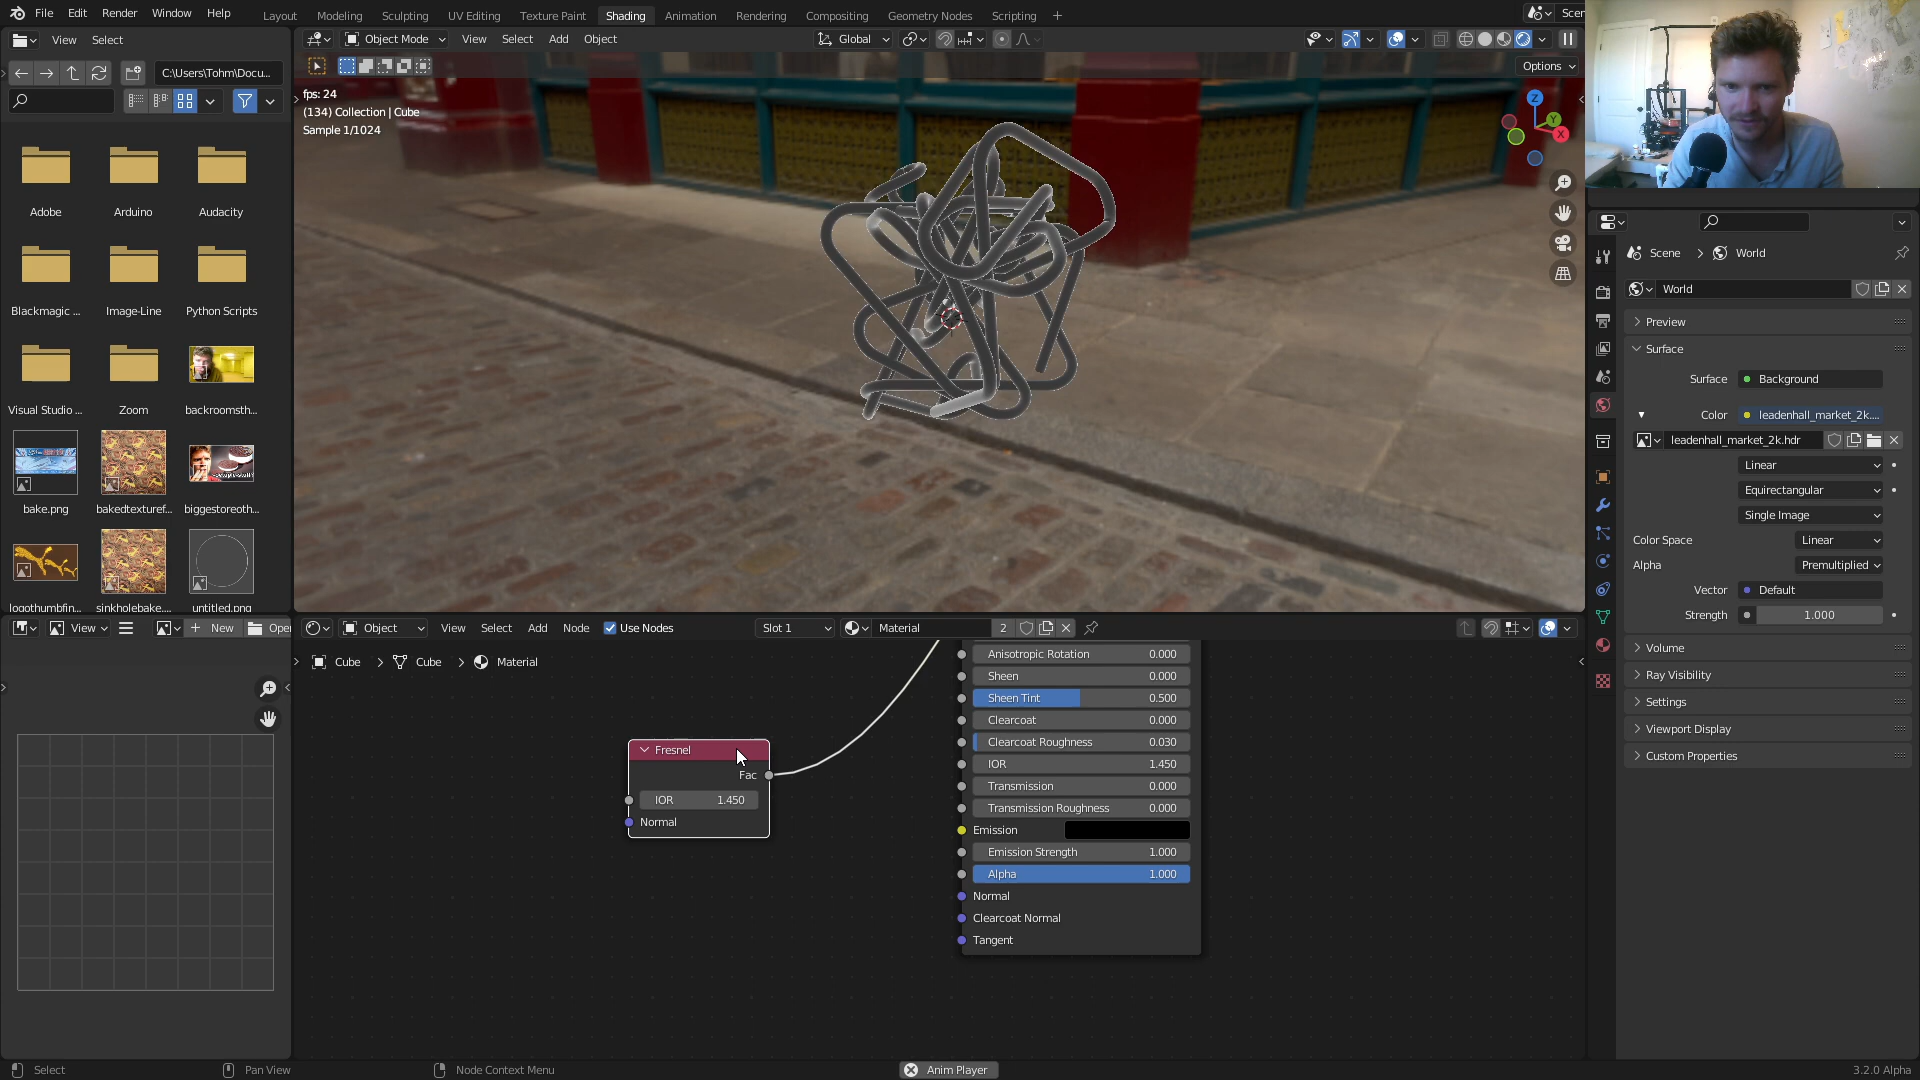 File Edit Render Window Help
Layout Modeling Sculpting UV Editing Texture Paint Shading Animation Rendering Compositing Geometry Nodes Scripting +
Scen
View Select
Object Mode View Select Add Object
Global
C:\Users\Tohm\Docu...
Options
fps: 24
(134) Collection | Cube
Sample 1/1024
Z
Y
X
Adobe Arduino Audacity
Blackmagic ... Image-Line Python Scripts
Visual Studio ... Zoom backroomsth...
bake.png bakedtexturef... biggestoreoth...
logothumbfin... sinkholebake.... untitled.png
Scene > World
World
Preview
Surface
Surface Background
Color leadenhall_market_2k....
leadenhall_market_2k.hdr
Linear
Equirectangular
Single Image
Color Space Linear
Alpha Premultiplied
Vector Default
Strength 1.000
Volume
Ray Visibility
Settings
Viewport Display
Custom Properties
View + New Open
Object View Select Add Node Use Nodes Slot 1 Material 2
Cube > Cube > Material
Fresnel
Fac
IOR 1.450
Normal
Anisotropic Rotation 0.000
Sheen 0.000
Sheen Tint 0.500
Clearcoat 0.000
Clearcoat Roughness 0.030
IOR 1.450
Transmission 0.000
Transmission Roughness 0.000
Emission
Emission Strength 1.000
Alpha 1.000
Normal
Clearcoat Normal
Tangent
Select Pan View Node Context Menu Anim Player 3.2.0 Alpha